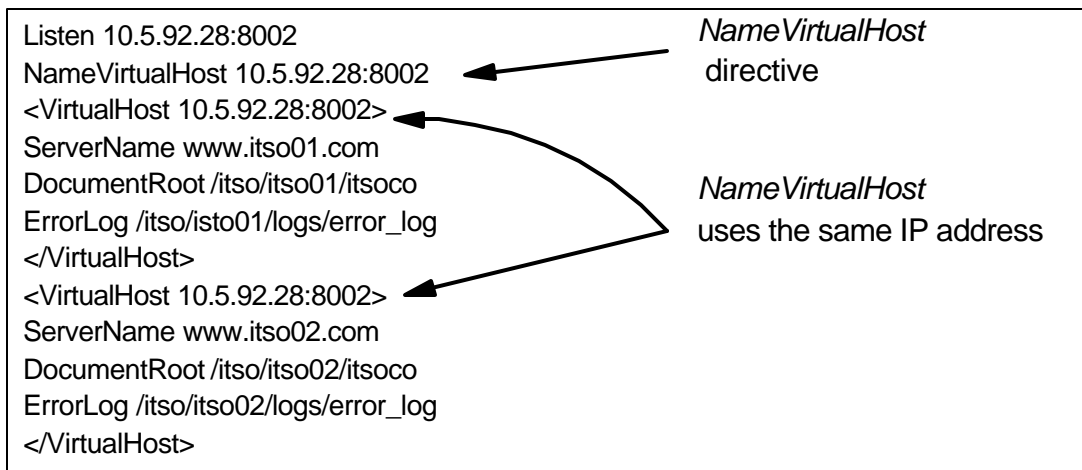 Listen 10.5.92.28:8002
NameVirtualHost 10.5.92.28:8002
<VirtualHost 10.5.92.28:8002>
ServerName www.itso01.com
DocumentRoot /itso/itso01/itsoco
ErrorLog /itso/isto01/logs/error_log
</VirtualHost>
<VirtualHost 10.5.92.28:8002>
ServerName www.itso02.com
DocumentRoot /itso/itso02/itsoco
ErrorLog /itso/itso02/logs/error_log
</VirtualHost>
NameVirtualHost
directive
NameVirtualHost
uses the same IP address